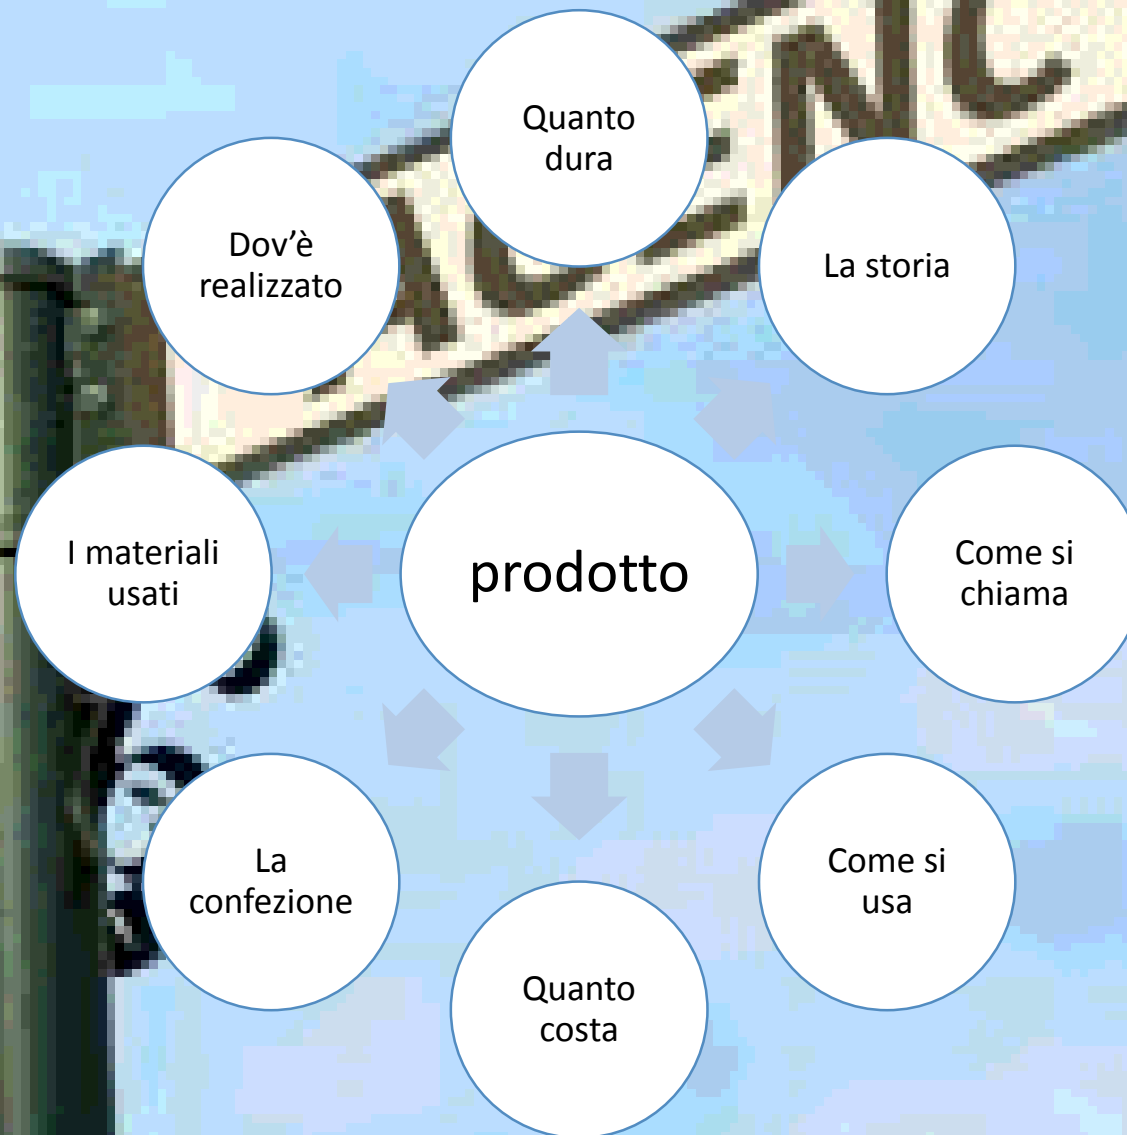 Quanto
dura
La storia
Come si
chiama
Come si
usa
Quanto
costa
La
confezione
I materiali
usati
Dov'è
realizzato
prodotto